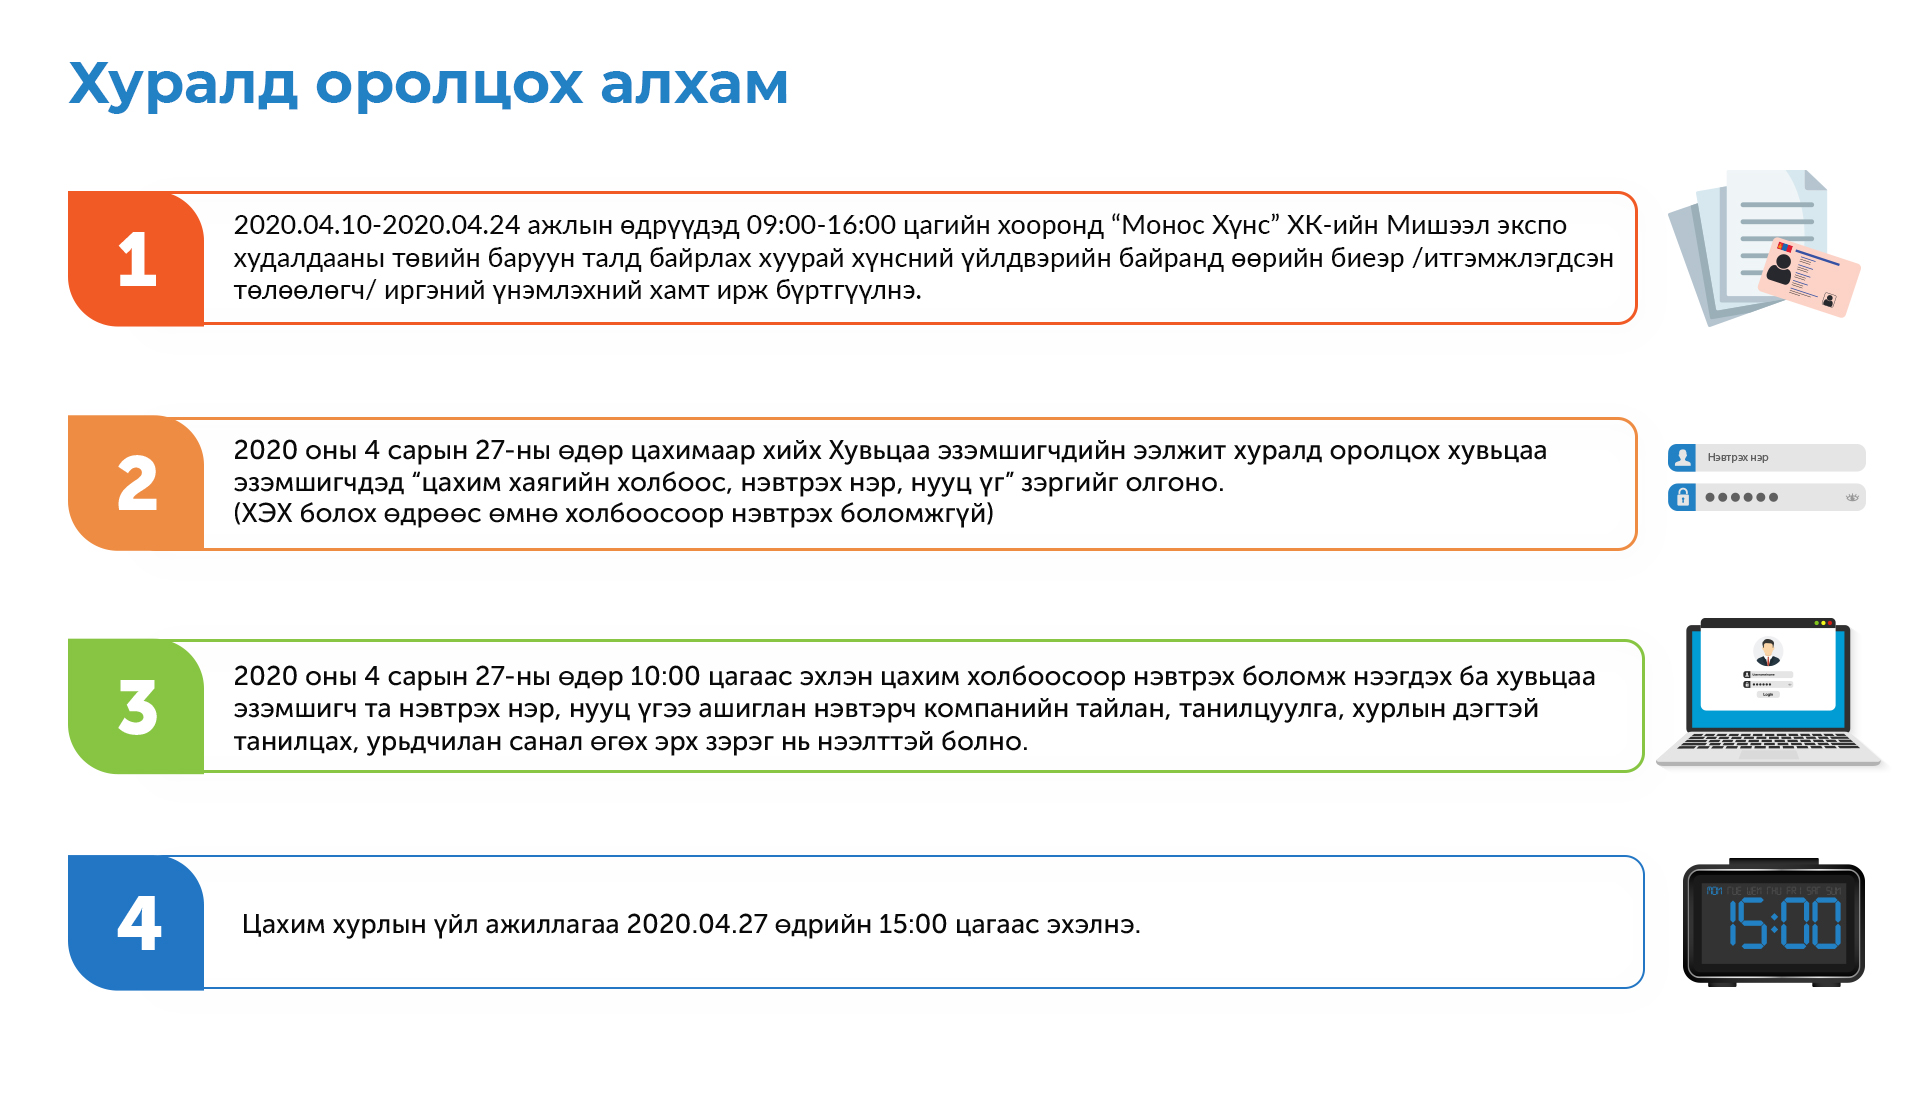 Хуралд оролцох алхам
1
2020.04.10-2020.04.24 ажлын өдрүүдэд 09:00-16:00 цагийн хооронд “Монос Хүнс” ХК-ийн Мишээл экспо
худалдааны төвийн баруун талд байрлах хуурай хүнсний үйлдвэрийн байранд өөрийн биеэр /итгэмжлэгдсэн
төлөөлөгч/ иргэний үнэмлэхний хамт ирж бүртгүүлнэ.
2
2020 оны 4 сарын 27-ны өдөр цахимаар хийх Хувьцаа эзэмшигчдийн ээлжит хуралд оролцох хувьцаа
эзэмшигчдэд “цахим хаягийн холбоос, нэвтрэх нэр, нууц үг” зэргийг олгоно.
(ХЭХ болох өдрөөс өмнө холбоосоор нэвтрэх боломжгүй)
Нэвтрэх нэр
3
2020 оны 4 сарын 27-ны өдөр 10:00 цагаас эхлэн цахим холбоосоор нэвтрэх боломж нээгдэх ба хувьцаа
эзэмшигч та нэвтрэх нэр, нууц үгээ ашиглан нэвтэрч компанийн тайлан, танилцуулга, хурлын дэгтэй
танилцах, урьдчилан санал өгөх эрх зэрэг нь нээлттэй болно.
Login
4
Цахим хурлын үйл ажиллагаа 2020.04.27 өдрийн 15:00 цагаас эхэлнэ.
MON TUE WEM THU FRI SAT SUM
15:00